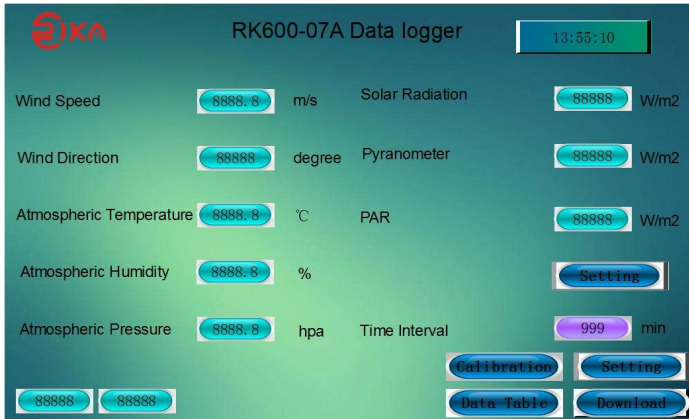 RIKA
RK600-07A Data logger
13:55:10
Wind Speed 8888.8 m/s
Solar Radiation 88888 W/m2
Wind Direction 88888 degree
Pyranometer 88888 W/m2
Atmospheric Temperature 8888.8 ℃
PAR 88888 W/m2
Atmospheric Humidity 8888.8 %
Setting
Atmospheric Pressure 8888.8 hpa
Time Interval 999 min
Calibration Setting
88888 88888
Data Table Download